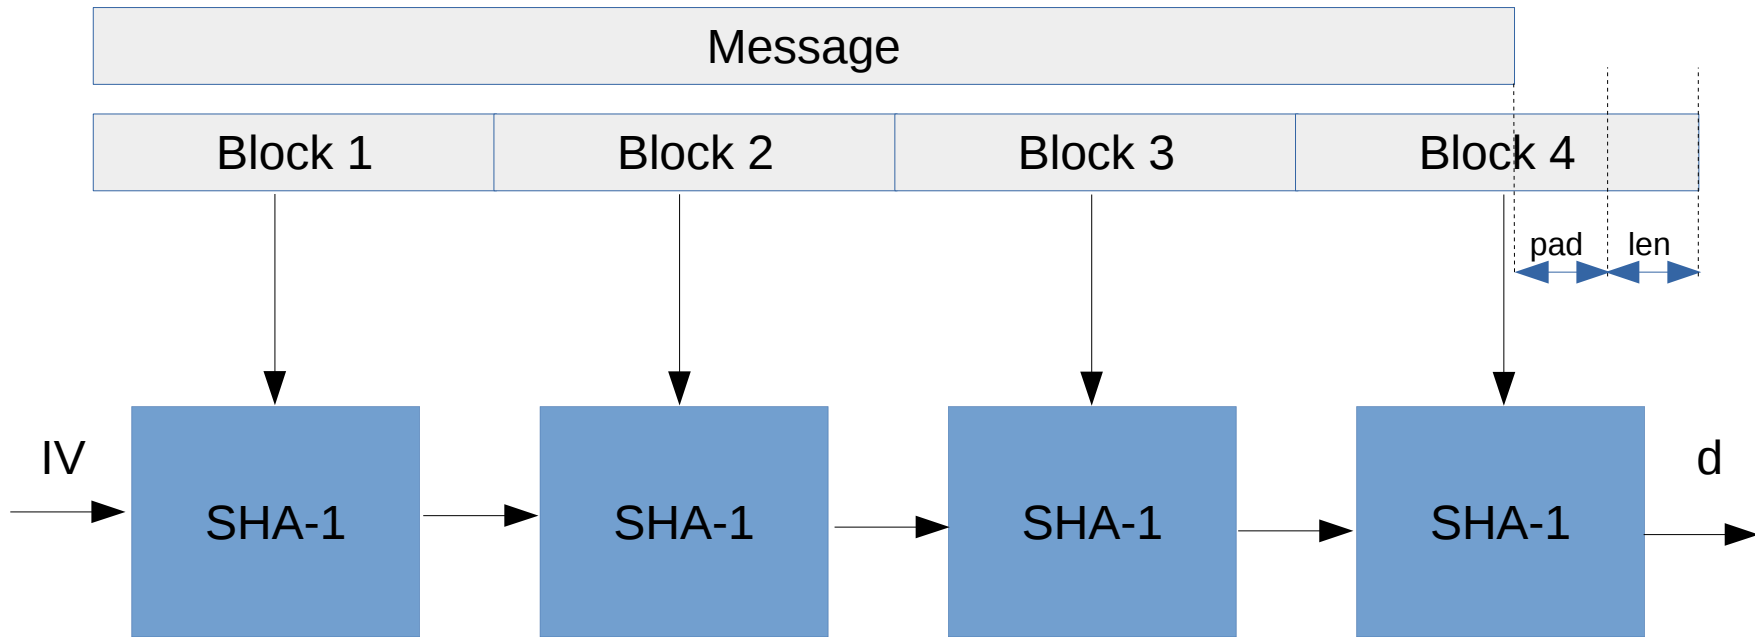 Message
Block 1
Block 2
Block 3
Block 4
pad
len
IV
d
SHA-1
SHA-1
SHA-1
SHA-1